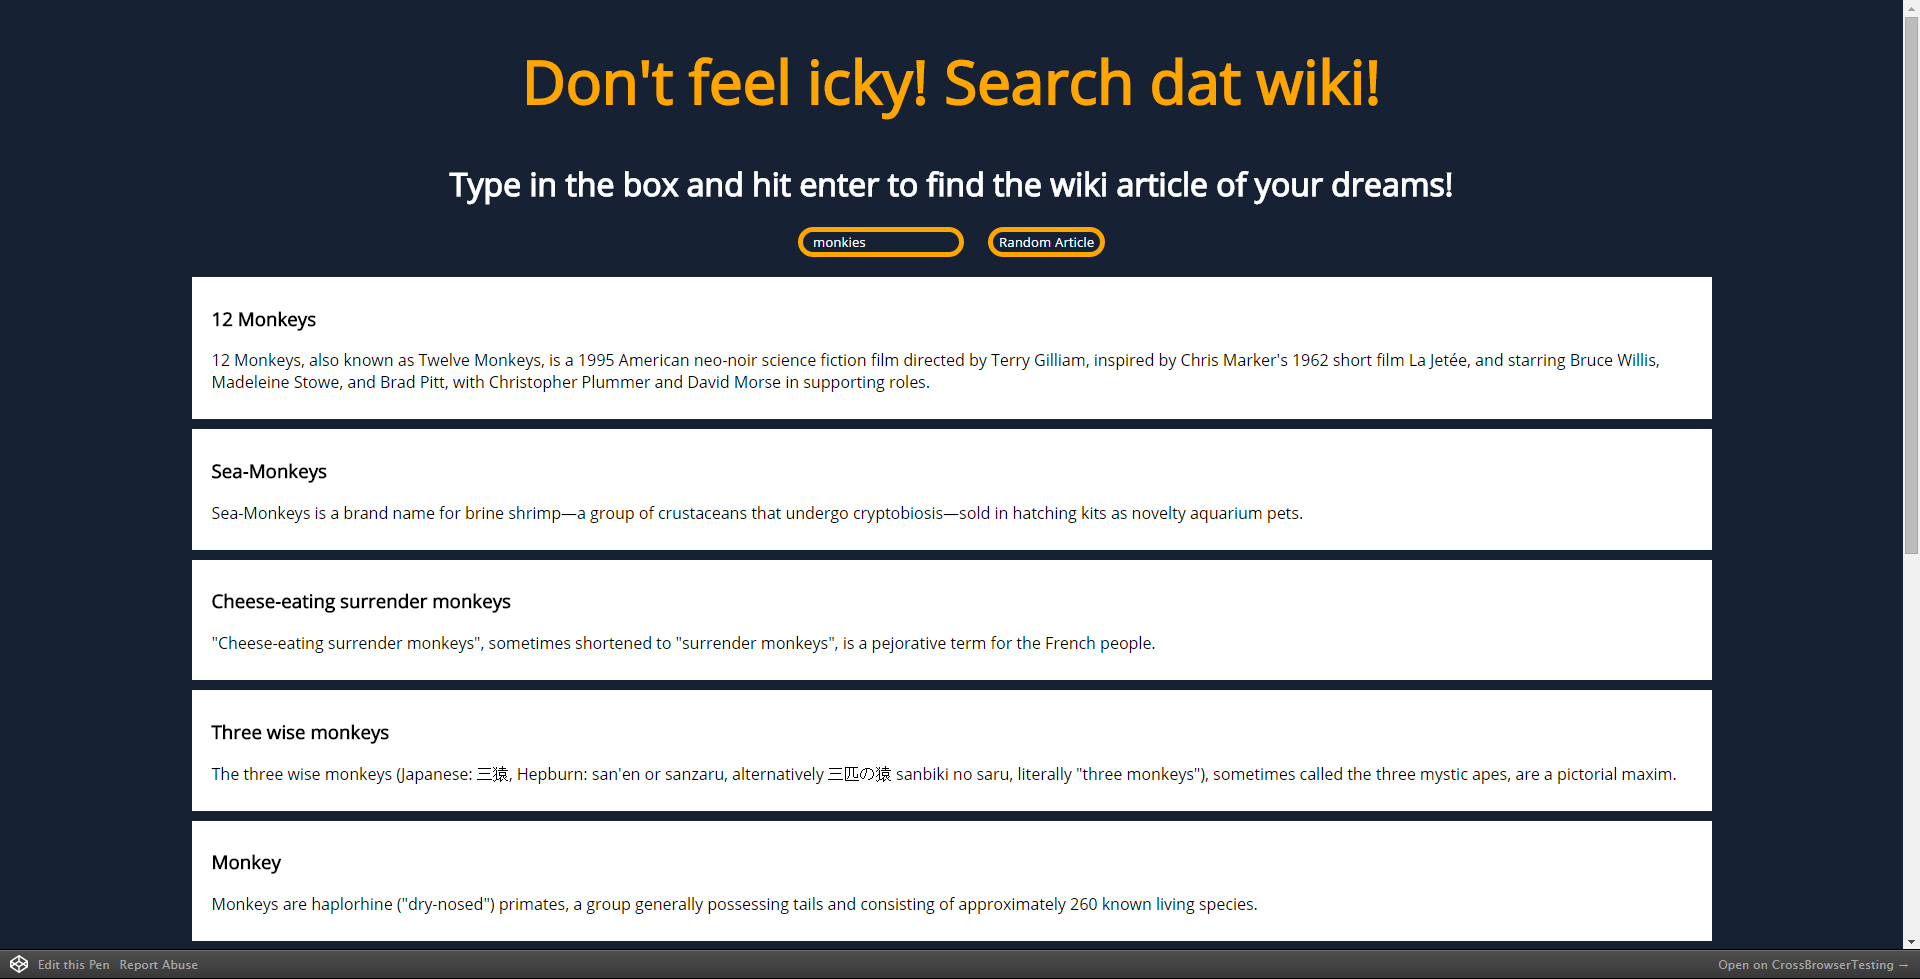 Don't feel icky! Search dat wiki!
Type in the box and hit enter to find the wiki article of your dreams!
monkies
Random Article
12 Monkeys
12 Monkeys, also known as Twelve Monkeys, is a 1995 American neo-noir science fiction film directed by Terry Gilliam, inspired by Chris Marker's 1962 short film La Jetée, and starring Bruce Willis,
Madeleine Stowe, and Brad Pitt, with Christopher Plummer and David Morse in supporting roles.
Sea-Monkeys
Sea-Monkeys is a brand name for brine shrimp—a group of crustaceans that undergo cryptobiosis—sold in hatching kits as novelty aquarium pets.
Cheese-eating surrender monkeys
"Cheese-eating surrender monkeys", sometimes shortened to "surrender monkeys", is a pejorative term for the French people.
Three wise monkeys
The three wise monkeys (Japanese: 三猿, Hepburn: san'en or sanzaru, alternatively 三匹の猿 sanbiki no saru, literally "three monkeys"), sometimes called the three mystic apes, are a pictorial maxim.
Monkey
Monkeys are haplorhine ("dry-nosed") primates, a group generally possessing tails and consisting of approximately 260 known living species.
Edit this Pen Report Abuse
Open on CrossBrowserTesting →